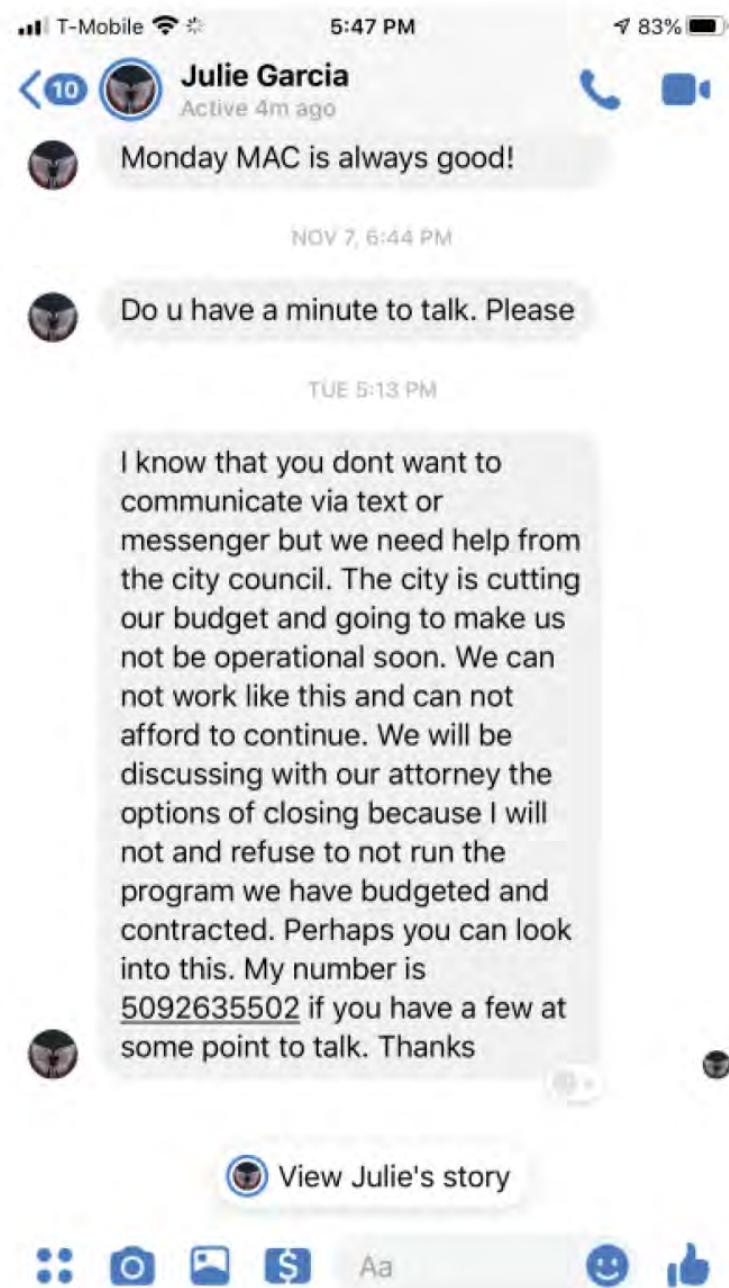 T-Mobile 5:47 PM 83%
10 Julie Garcia
Active 4m ago
Monday MAC is always good!
NOV 7, 6:44 PM
Do u have a minute to talk. Please
TUE 5:13 PM
I know that you dont want to
communicate via text or
messenger but we need help from
the city council. The city is cutting
our budget and going to make us
not be operational soon. We can
not work like this and can not
afford to continue. We will be
discussing with our attorney the
options of closing because I will
not and refuse to not run the
program we have budgeted and
contracted. Perhaps you can look
into this. My number is
5092635502 if you have a few at
some point to talk. Thanks
View Julie's story
$ Aa